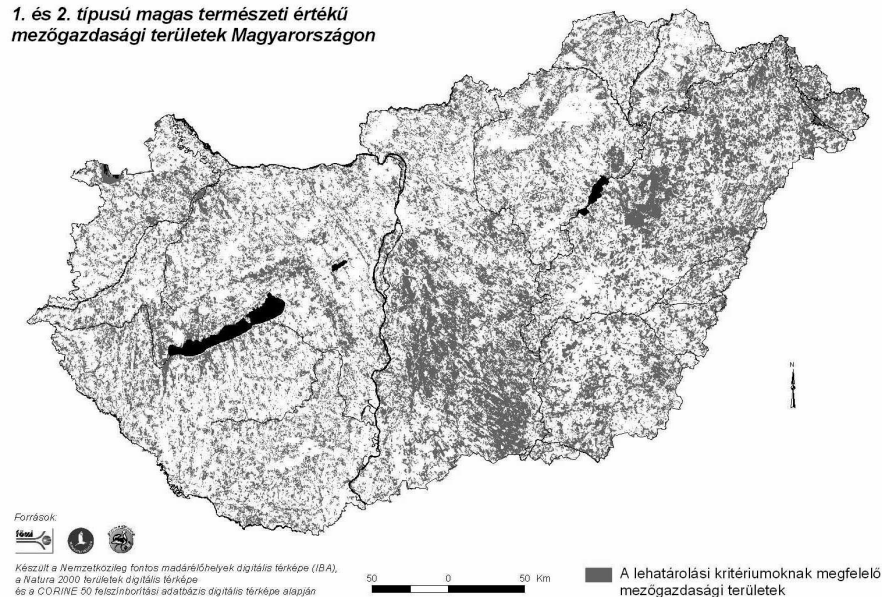 1. és 2. típusú magas természeti értékű
mezőgazdasági területek Magyarországon
N
Források:
fömi
Készült a Nemzetközileg fontos madárélőhelyek digitális térképe (IBA),
a Natura 2000 területek digitális térképe
és a CORINE 50 felszínborítási adatbázis digitális térképe alapján
50 0 50 Km
A lehatárolási kritériumoknak megfelelő
mezőgazdasági területek